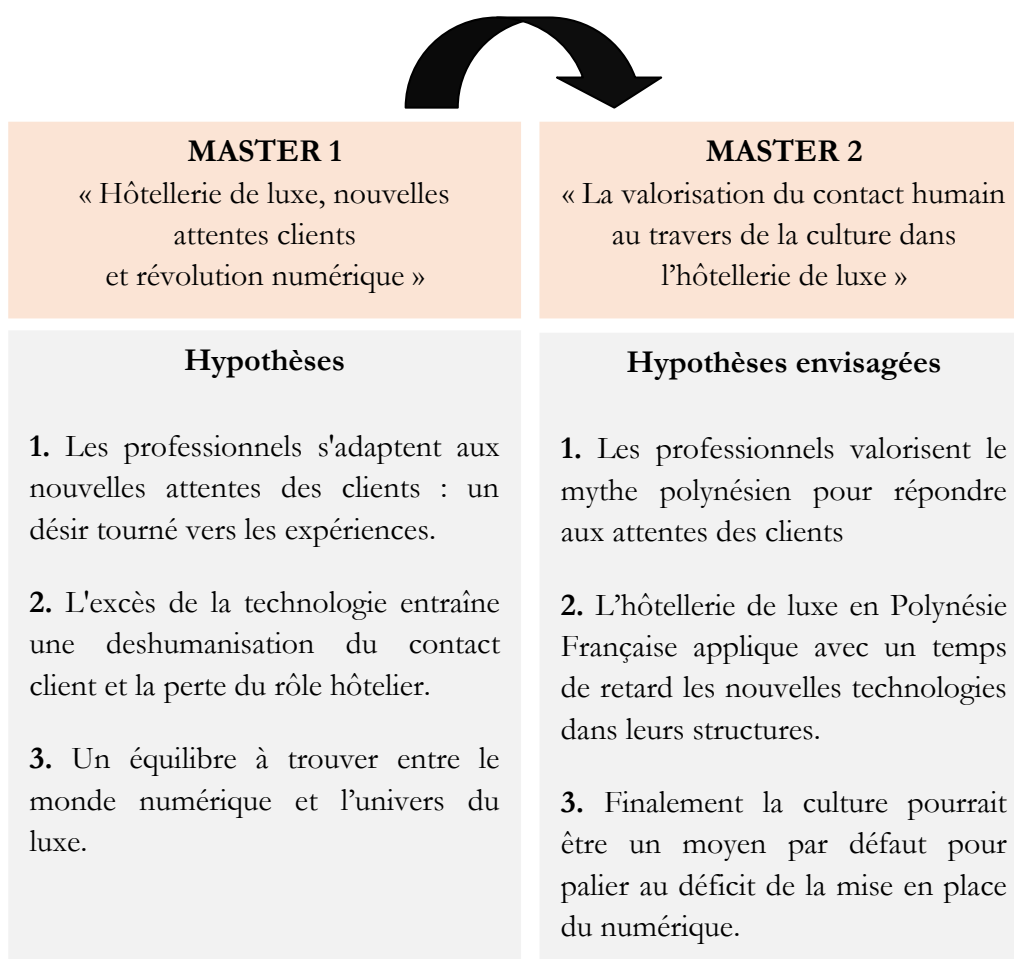 MASTER 1
« Hôtellerie de luxe, nouvelles
attentes clients
et révolution numérique »
Hypothèses
1. Les professionnels s'adaptent aux
nouvelles attentes des clients : un
désir tourné vers les expériences.
2. L'excès de la technologie entraîne
une deshumanisation du contact
client et la perte du rôle hôtelier.
3. Un équilibre à trouver entre le
monde numérique et l’univers du
luxe.
MASTER 2
« La valorisation du contact humain
au travers de la culture dans
l’hôtellerie de luxe »
Hypothèses envisagées
1. Les professionnels valorisent le
mythe polynésien pour répondre
aux attentes des clients
2. L’hôtellerie de luxe en Polynésie
Française applique avec un temps
de retard les nouvelles technologies
dans leurs structures.
3. Finalement la culture pourrait
être un moyen par défaut pour
palier au déficit de la mise en place
du numérique.